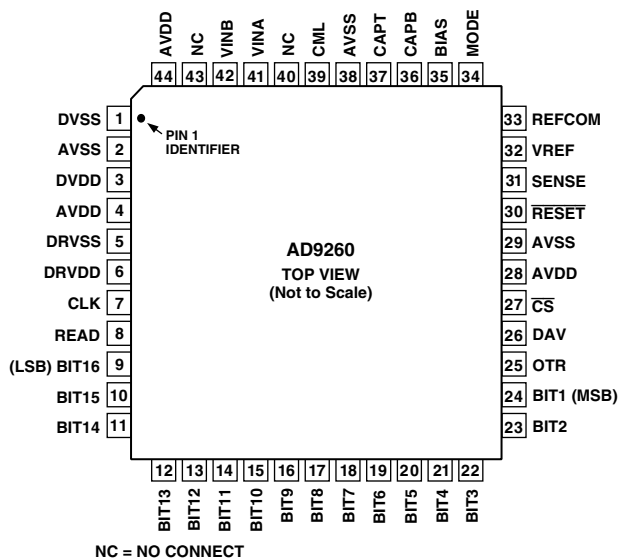 AVDD
NC
VINB
VINA
NC
CML
AVSS
CAPT
CAPB
BIAS
MODE
44 43 42 41 40 39 38 37 36 35 34
DVSS 1
AVSS 2
DVDD 3
AVDD 4
DRVSS 5
DRVDD 6
CLK 7
READ 8
(LSB) BIT16 9
BIT15 10
BIT14 11
PIN 1
IDENTIFIER
AD9260
TOP VIEW
(Not to Scale)
33 REFCOM
32 VREF
31 SENSE
30 RESET
29 AVSS
28 AVDD
27 CS
26 DAV
25 OTR
24 BIT1 (MSB)
23 BIT2
12 13 14 15 16 17 18 19 20 21 22
BIT13
BIT12
BIT11
BIT10
BIT9
BIT8
BIT7
BIT6
BIT5
BIT4
BIT3
NC = NO CONNECT